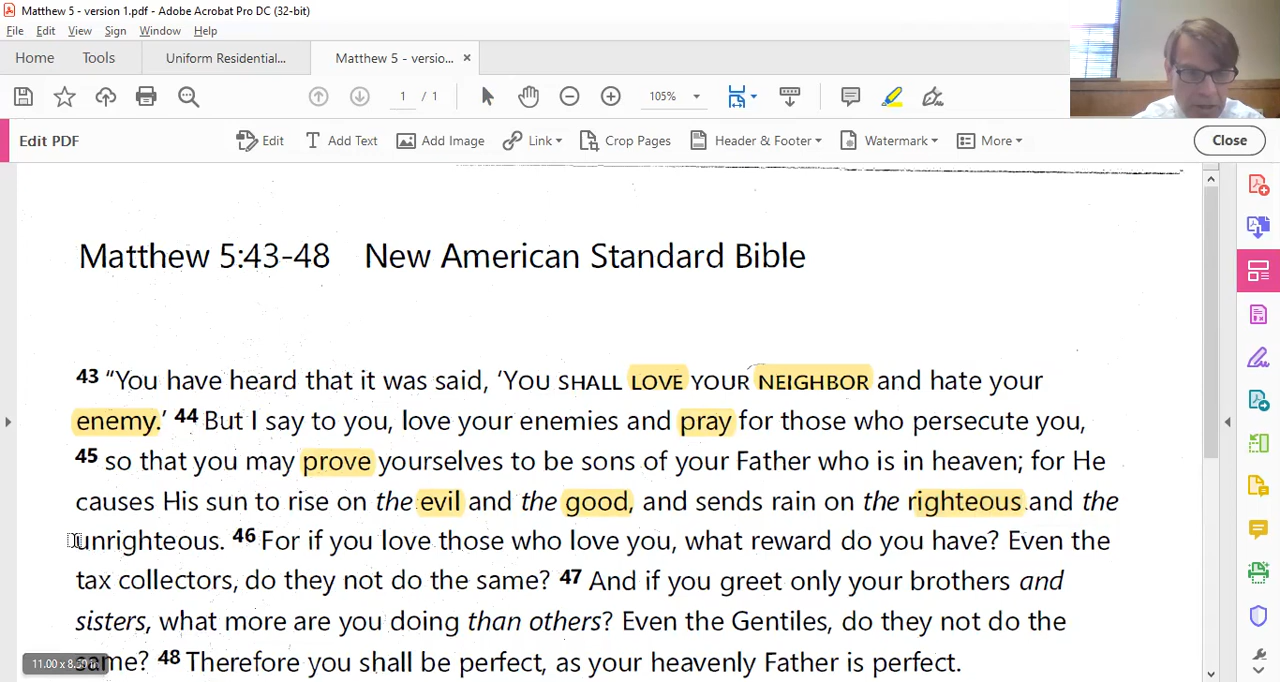 Matthew 5 - version 1.pdf - Adobe Acrobat Pro DC (32-bit)
File Edit View Sign Window Help
Home Tools Uniform Residential... Matthew 5 - versio... ×
1 / 1 105%
Edit PDF Edit Add Text Add Image Link Crop Pages Header & Footer Watermark More Close
Matthew 5:43-48 New American Standard Bible
43 “You have heard that it was said, ‘YOU SHALL LOVE YOUR NEIGHBOR and hate your
enemy.’ 44 But I say to you, love your enemies and pray for those who persecute you,
45 so that you may prove yourselves to be sons of your Father who is in heaven; for He
causes His sun to rise on the evil and the good, and sends rain on the righteous and the
unrighteous. 46 For if you love those who love you, what reward do you have? Even the
tax collectors, do they not do the same? 47 And if you greet only your brothers and
sisters, what more are you doing than others? Even the Gentiles, do they not do the
same? 48 Therefore you shall be perfect, as your heavenly Father is perfect.
11.00 x 8.50 in